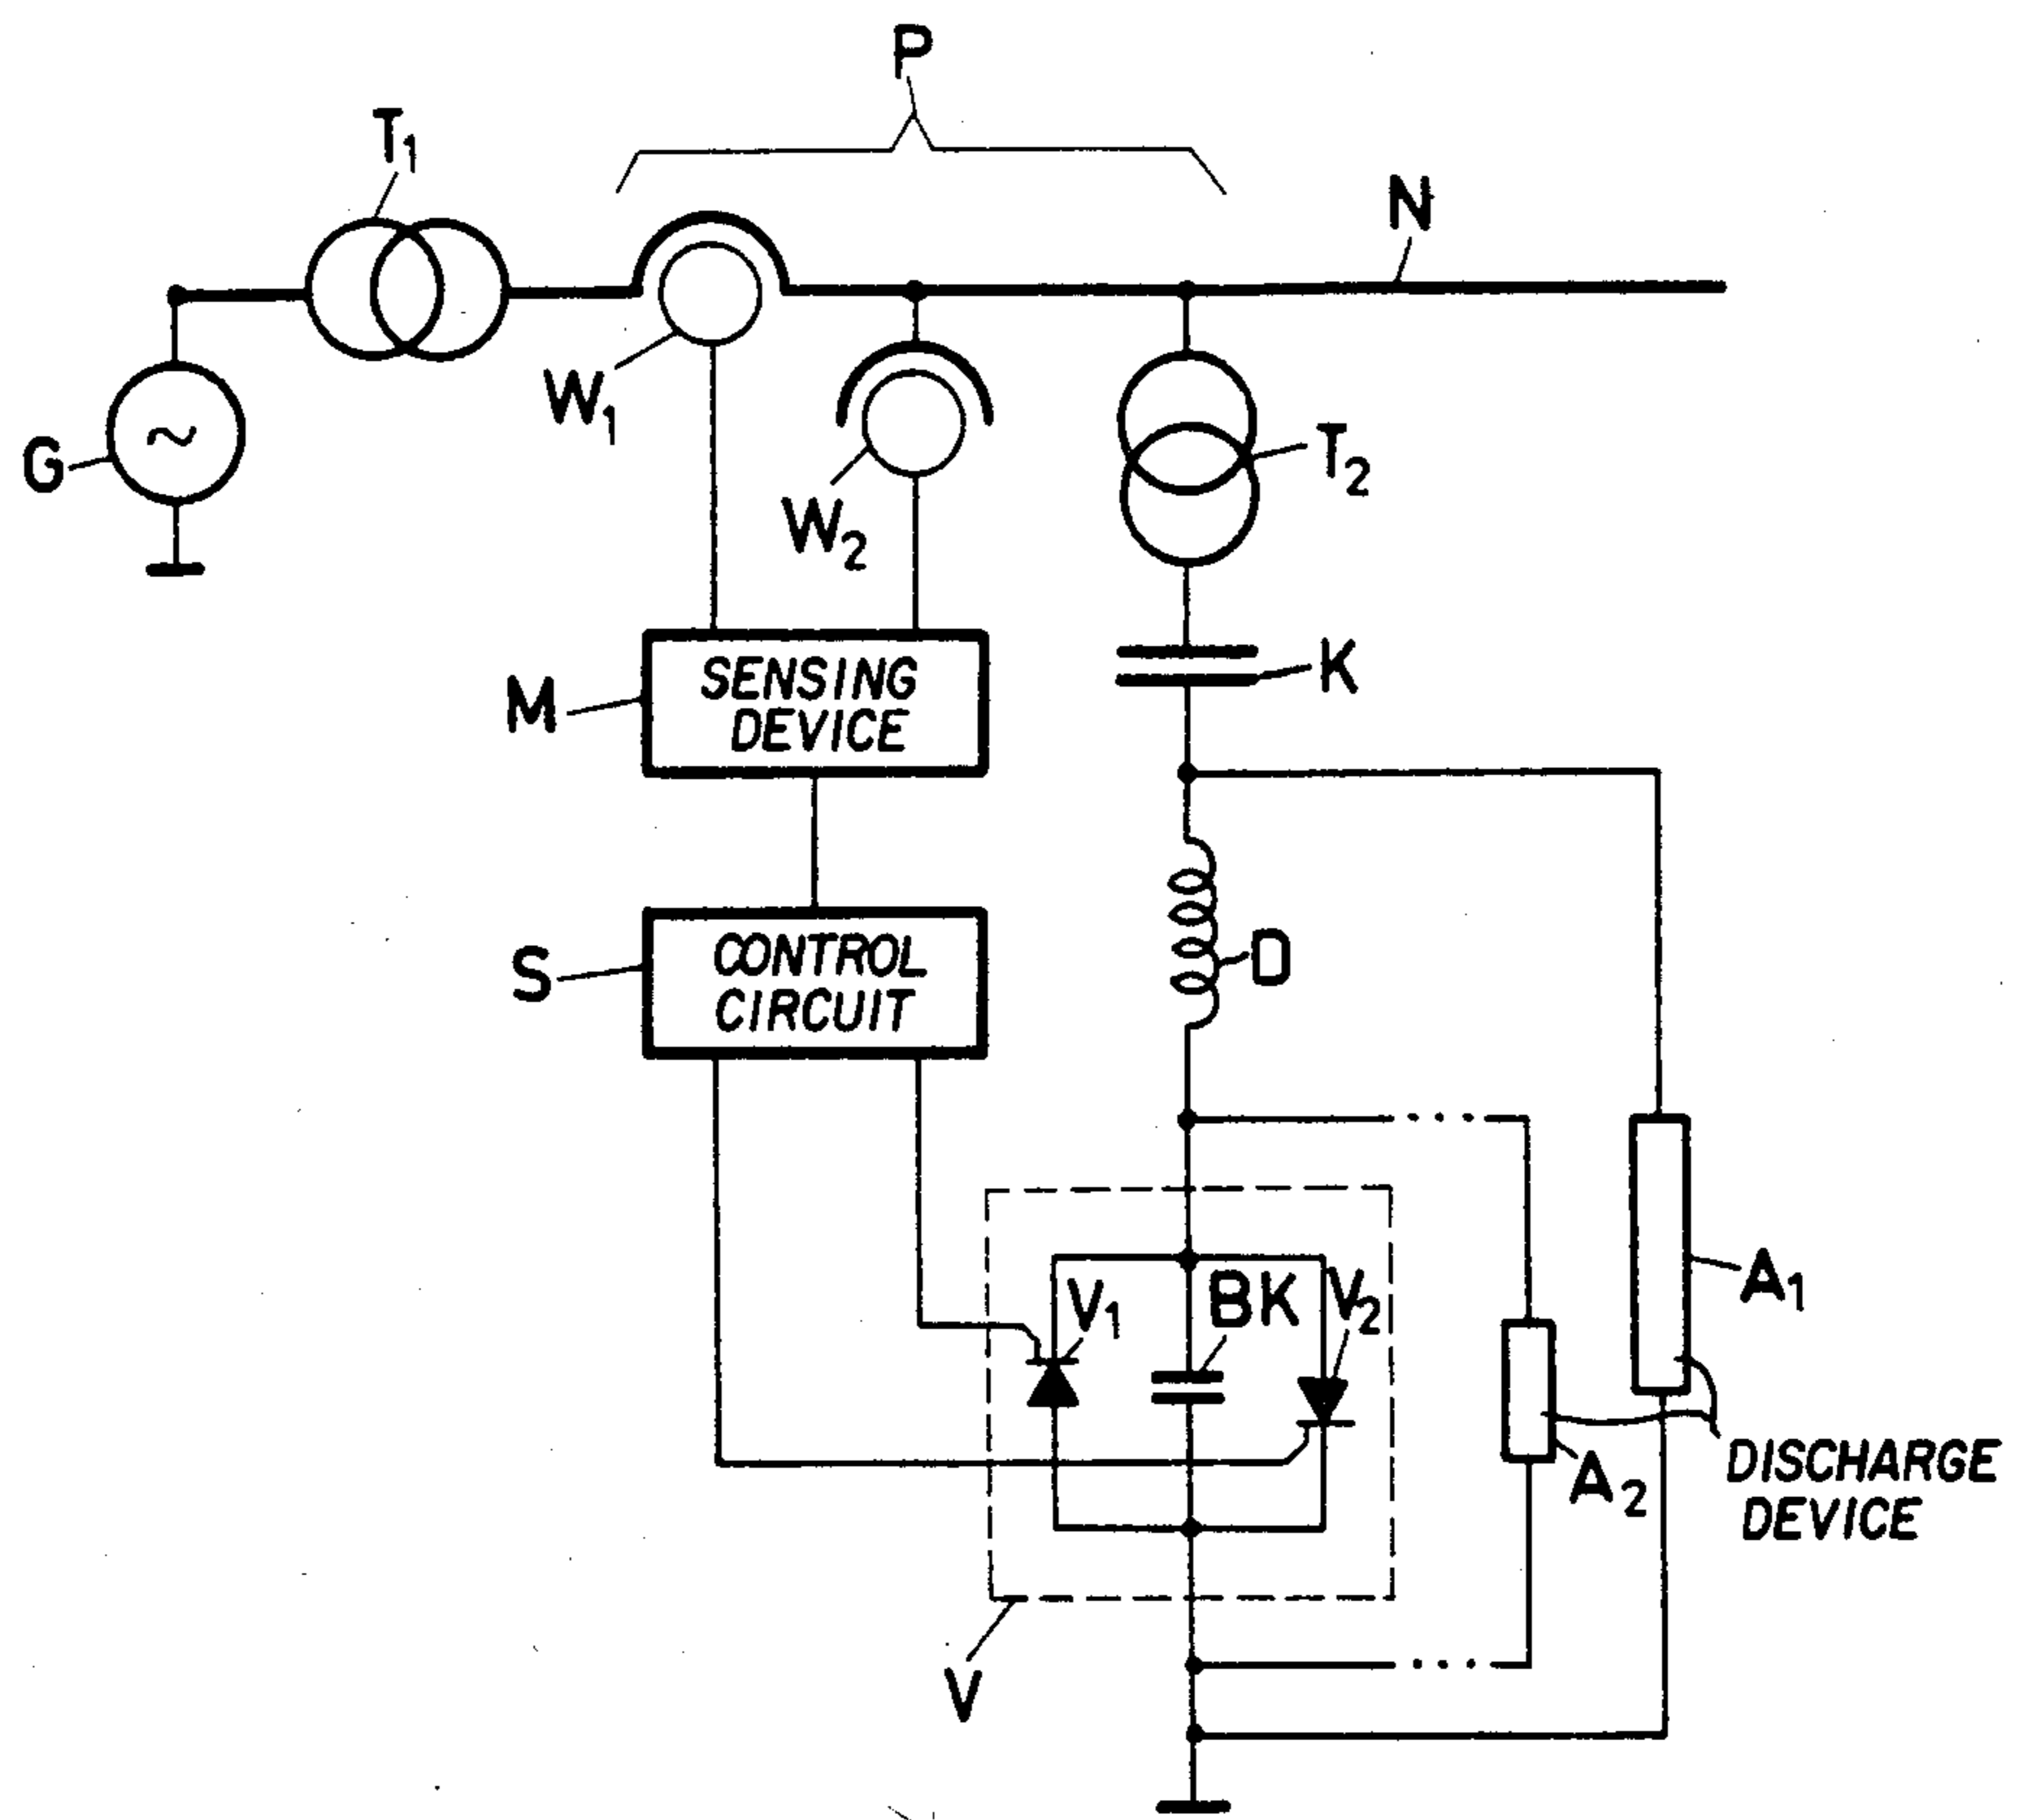 P
T1
N
W1
G
T2
W2
K
M
SENSING
DEVICE
D
S
CONTROL
CIRCUIT
A1
V1
BK
V2
A2
DISCHARGE
DEVICE
V